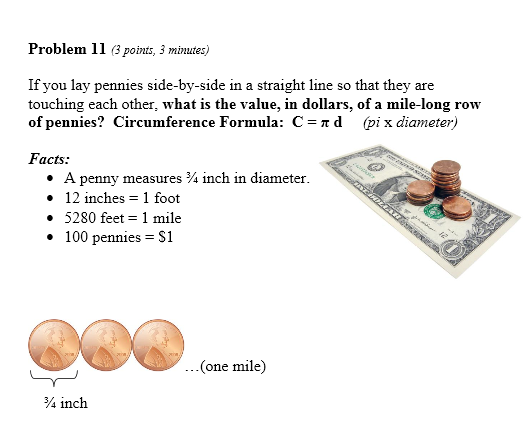 Problem 11 (3 points, 3 minutes)
If you lay pennies side-by-side in a straight line so that they are
touching each other, what is the value, in dollars, of a mile-long row
of pennies? Circumference Formula: C = π d (pi x diameter)
Facts:
• A penny measures ¾ inch in diameter.
• 12 inches = 1 foot
• 5280 feet = 1 mile
• 100 pennies = $1
…(one mile)
¾ inch